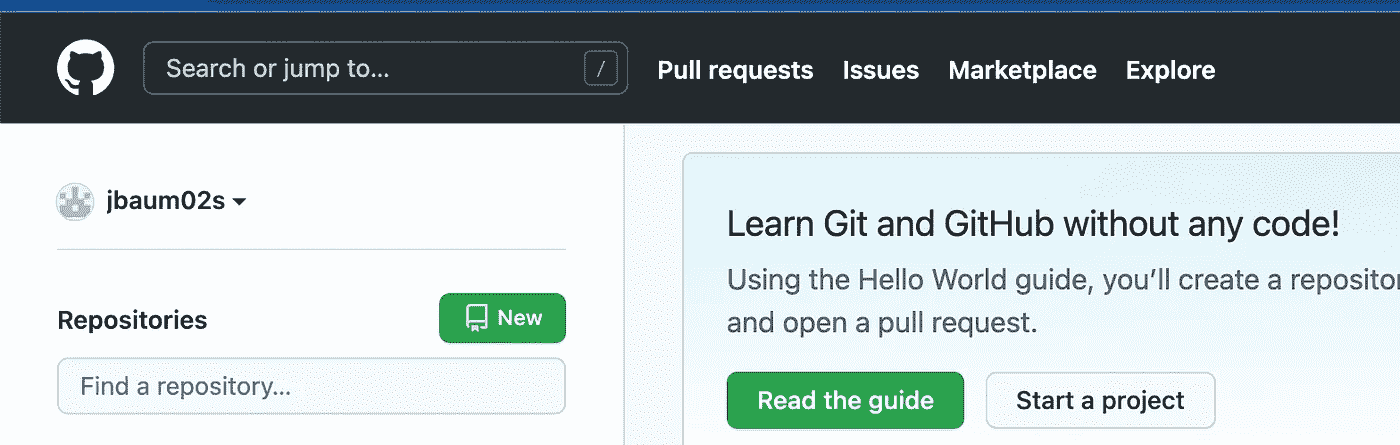 Search or jump to... /
Pull requests Issues Marketplace Explore
jbaum02s
Repositories
New
Find a repository...
Learn Git and GitHub without any code!
Using the Hello World guide, you’ll create a
and open a pull request.
Read the guide
Start a project